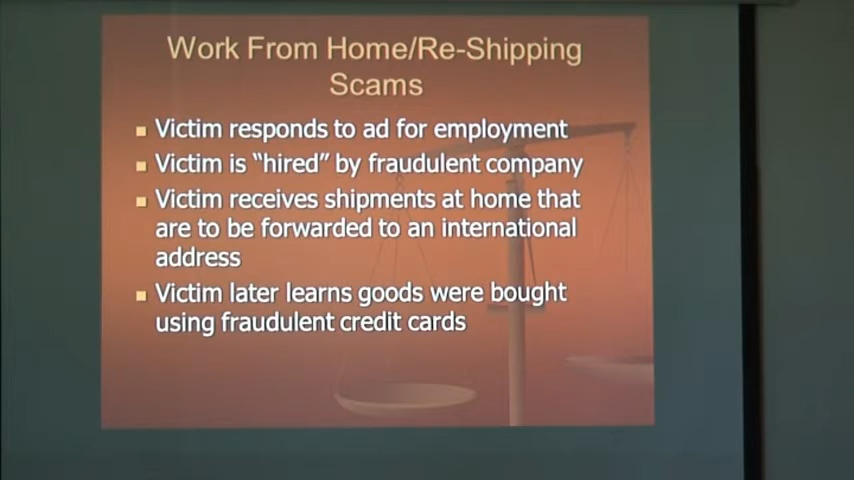 Work From Home/Re-Shipping
Scams
■ Victim responds to ad for employment
■ Victim is “hired” by fraudulent company
■ Victim receives shipments at home that
are to be forwarded to an international
address
■ Victim later learns goods were bought
using fraudulent credit cards